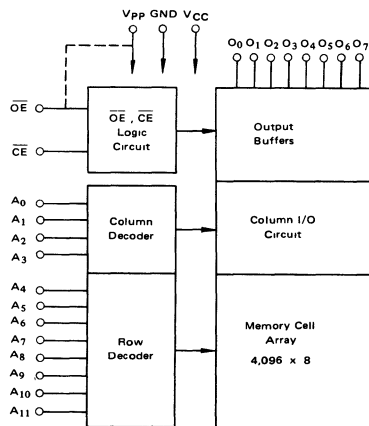 VPP GND VCC
O0 O1 O2 O3 O4 O5 O6 O7
OE
OE , CE
Logic
Circuit
CE
Output
Buffers
A0
A1
A2
A3
Column
Decoder
Column I/O
Circuit
A4
A5
A6
A7
A8
A9
A10
A11
Row
Decoder
Memory Cell
Array
4,096 x 8